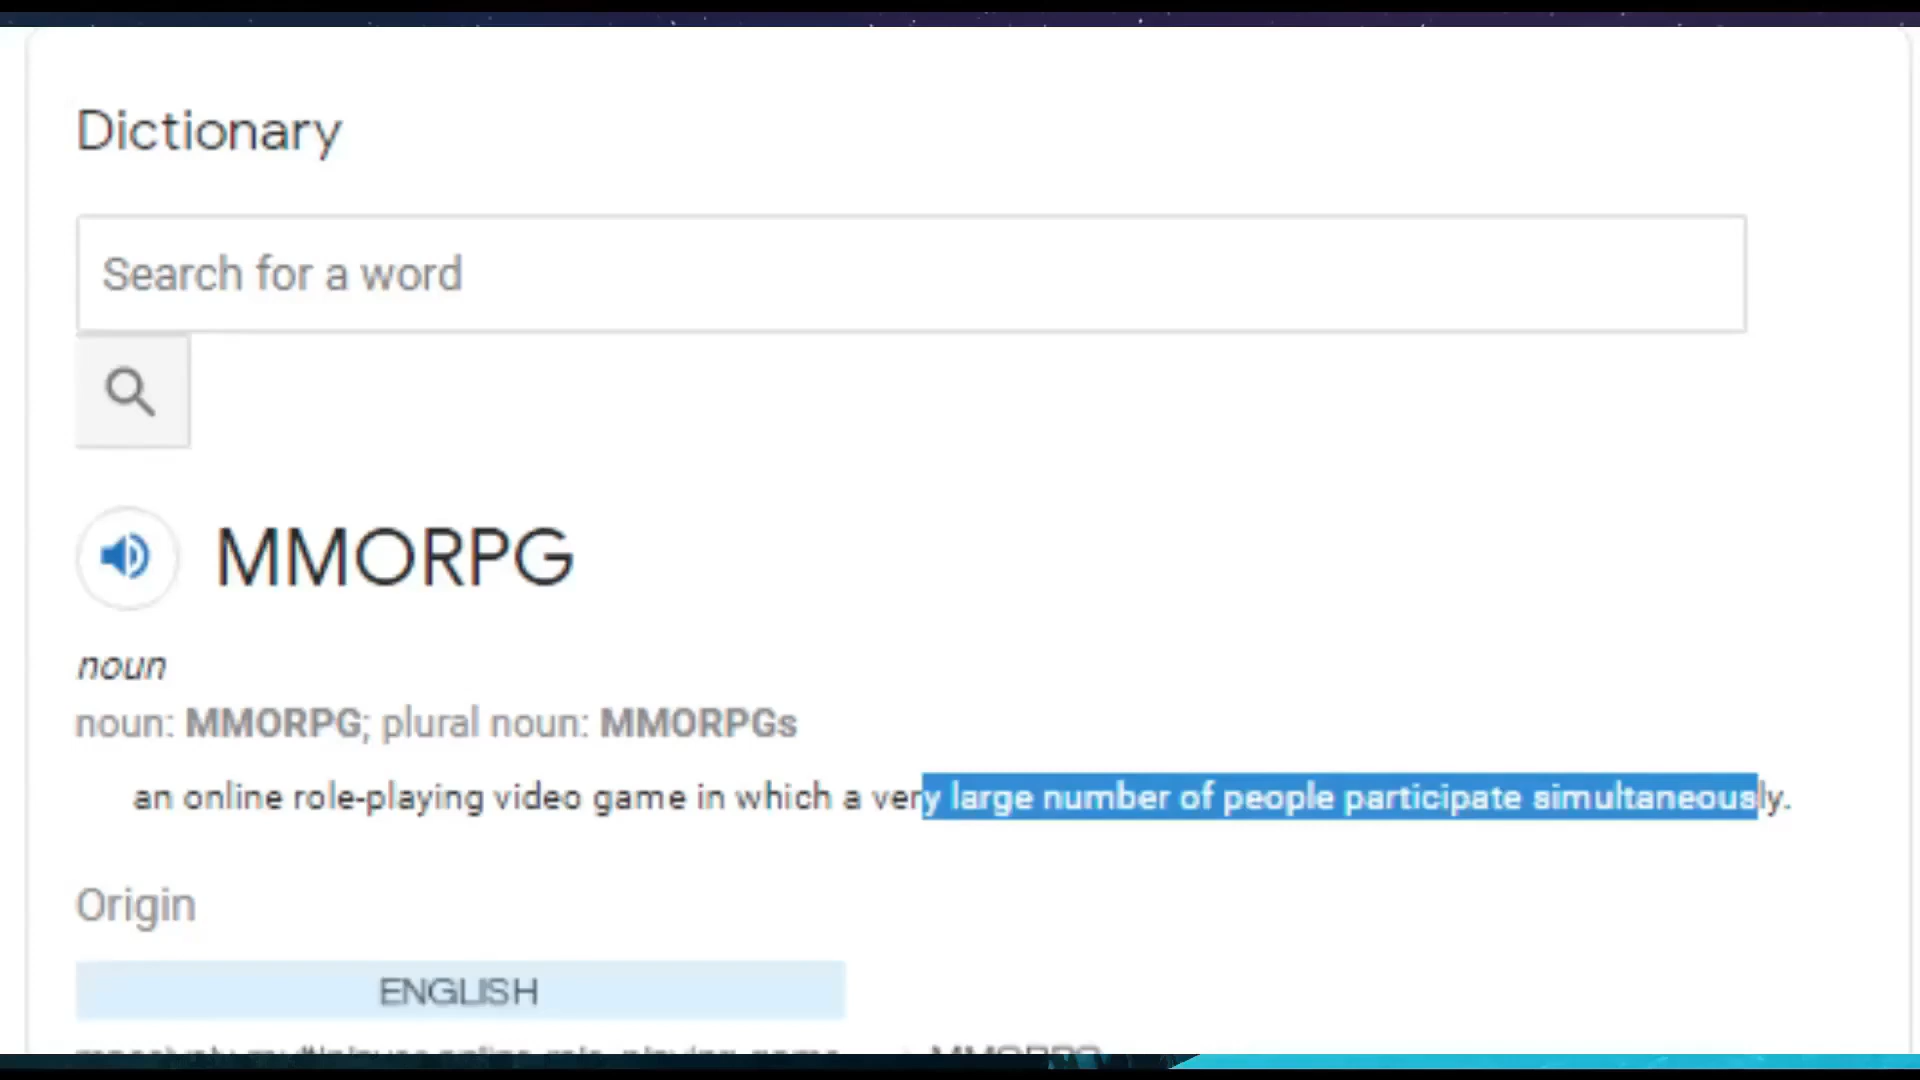 Dictionary
Search for a word
MMORPG
noun
noun: MMORPG; plural noun: MMORPGs
an online role-playing video game in which a very large number of people participate simultaneously.
Origin
ENGLISH